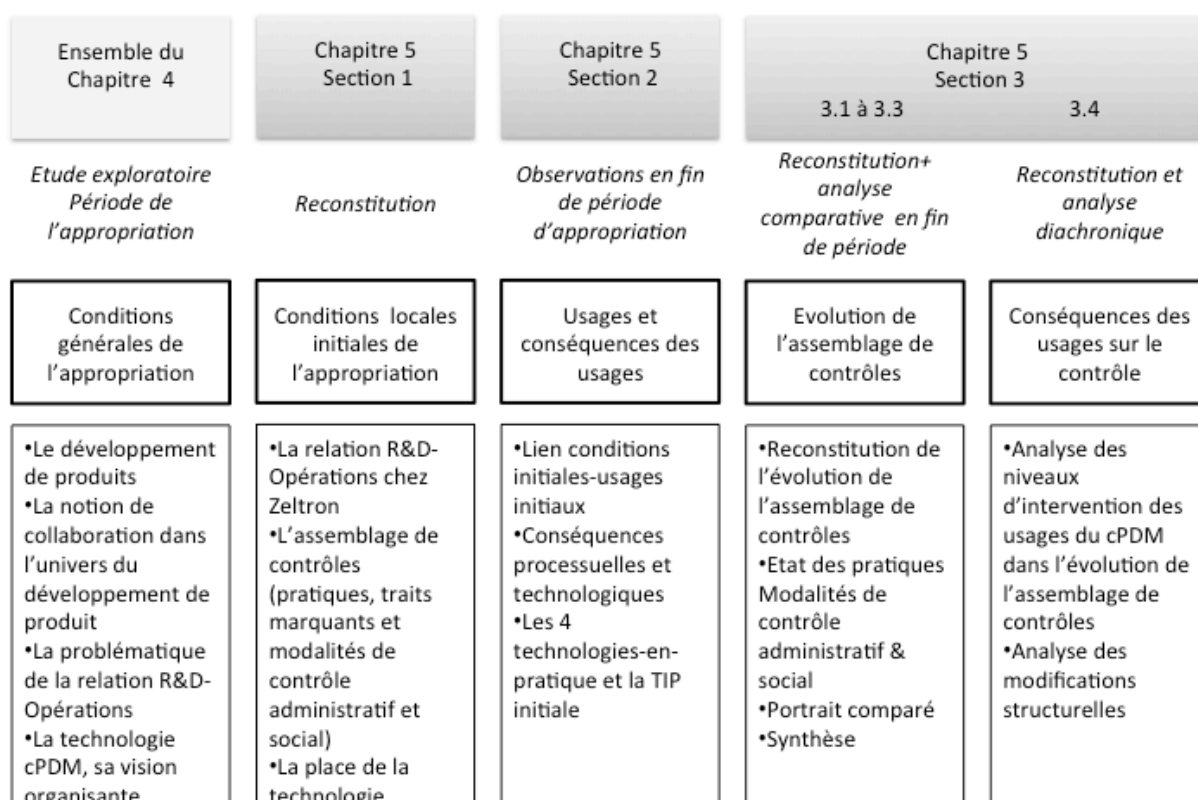 Ensemble du
Chapitre 4
Chapitre 5
Section 1
Chapitre 5
Section 2
Chapitre 5
Section 3
3.1 à 3.3
3.4
Etude exploratoire
Période de
l’appropriation
Reconstitution
Observations en fin
de période
d’appropriation
Reconstitution+
analyse
comparative en fin
de période
Reconstitution et
analyse
diachronique
Conditions
générales de
l’appropriation
Conditions locales
initiales de
l’appropriation
Usages et
conséquences des
usages
Evolution de
l’assemblage de
contrôles
Conséquences des
usages sur le
contrôle
•Le développement
de produits
•La notion de
collaboration dans
l’univers du
développement de
produit
•La problématique
de la relation R&D-
Opérations
•La technologie
cPDM, sa vision
organisante
•La relation R&D-
Opérations chez
Zeltron
•L’assemblage de
contrôles
(pratiques, traits
marquants et
modalités de
contrôle
administratif et
social)
•La place de la
technologie
•Lien conditions
initiales-usages
initiaux
•Conséquences
processuelles et
technologiques
•Les 4
technologies-en-
pratique et la TIP
initiale
•Reconstitution de
l’évolution de
l’assemblage de
contrôles
•Etat des pratiques
Modalités de
contrôle
administratif &
social
•Portrait comparé
•Synthèse
•Analyse des
niveaux
d’intervention des
usages du cPDM
dans l’évolution de
l’assemblage de
contrôles
•Analyse des
modifications
structurelles